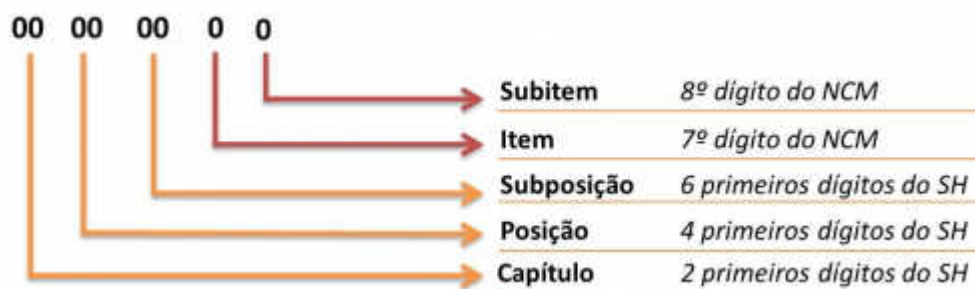 00 00 00 0 0
Subitem 8º dígito do NCM
Item 7º dígito do NCM
Subposição 6 primeiros dígitos do SH
Posição 4 primeiros dígitos do SH
Capítulo 2 primeiros dígitos do SH